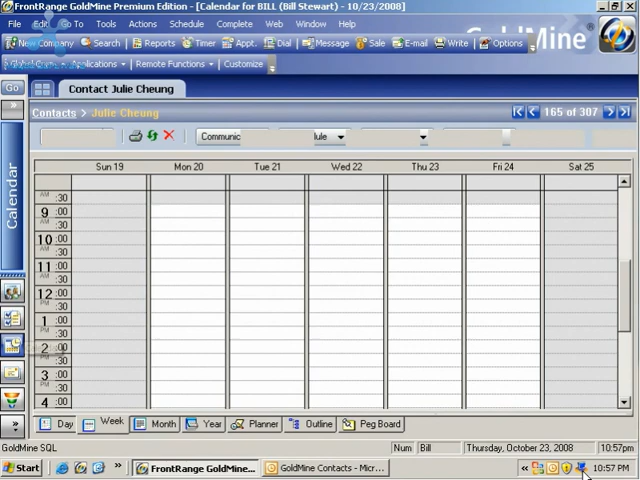 FrontRange GoldMine Premium Edition - [Calendar for BILL (Bill Stewart) - 10/23/2008]
File Edit Go To Tools Actions Schedule Complete Web Window Help
New Company Search Reports Timer Appt. Dial Message Sale E-mail Write Options
GoldMine®
Applications Remote Functions Customize
Go Contact Julie Cheung
Contacts > Julie Cheung 165 of 307
Communic lule
Sun 19 Mon 20 Tue 21 Wed 22 Thu 23 Fri 24 Sat 25
AM :30
9 :00
AM :30
10 :00
AM :30
11 :00
AM :30
12 :00
PM :30
1 :00
PM :30
2 :00
:30
3 :00
PM :30
4 :00
Calendar
Day Week Month Year Planner Outline Peg Board
GoldMine SQL Num Bill Thursday, October 23, 2008 10:57pm
Start » FrontRange GoldMine... GoldMine Contacts - Micr... « 10:57 PM